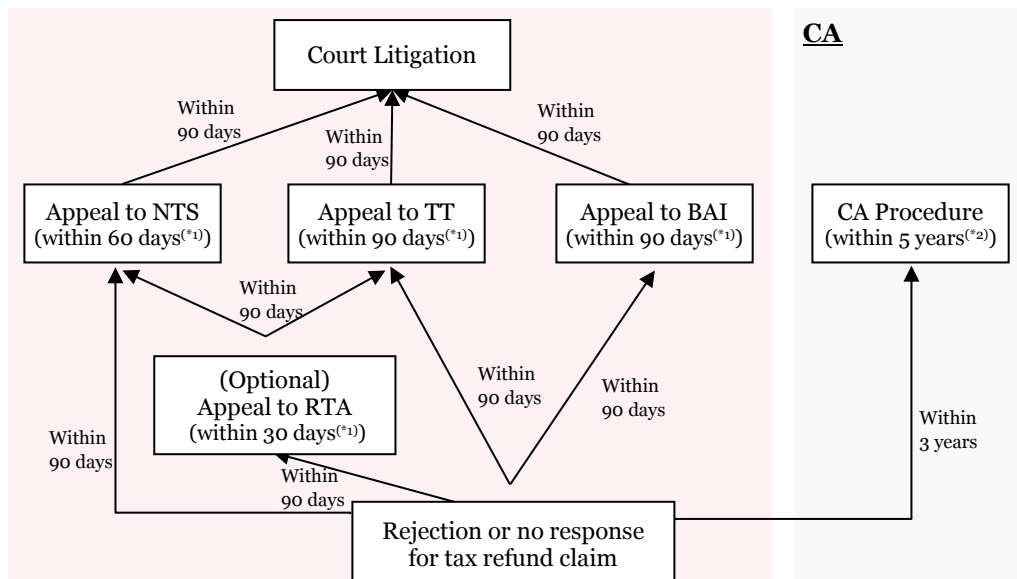 CA
Court Litigation
Within
90 days
Within
90 days
Within
90 days
Appeal to NTS
(within 60 days(*1))
Appeal to TT
(within 90 days(*1))
Appeal to BAI
(within 90 days(*1))
CA Procedure
(within 5 years(*2))
Within
90 days
(Optional)
Appeal to RTA
(within 30 days(*1))
Within
90 days
Within
90 days
Within
3 years
Within
90 days
Within
90 days
Rejection or no response
for tax refund claim